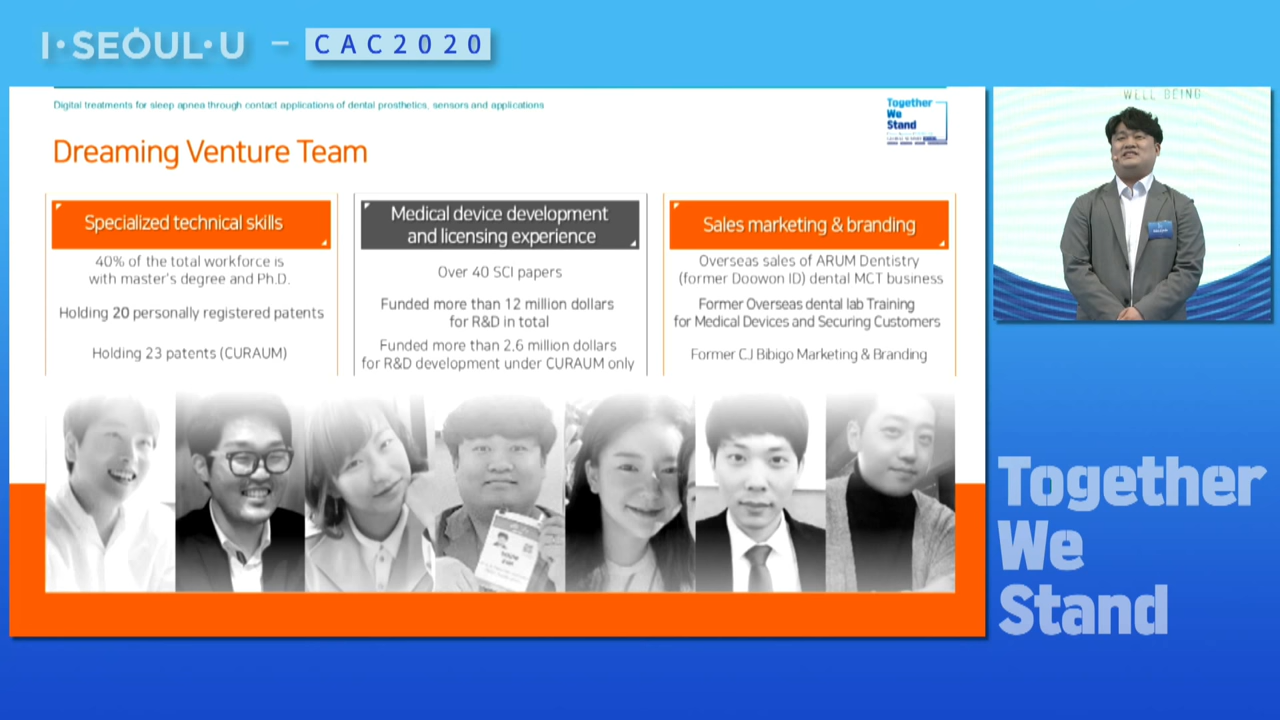 I·SEOUL·U – CAC2020
WELL BEING
Digital treatments for sleep apnea through contact applications of dental prosthetics, sensors and applications
Together
We
Stand
Dreaming Venture Team
Specialized technical skills
40% of the total workforce is
with master's degree and Ph.D.
Holding 20 personally registered patents
Holding 23 patents (CURAUM)
Medical device development
and licensing experience
Over 40 SCI papers
Funded more than 12 million dollars
for R&D in total
Funded more than 2.6 million dollars
for R&D development under CURAUM only
Sales marketing & branding
Overseas sales of ARUM Dentistry
(former Doowon ID) dental MCT business
Former Overseas dental lab Training
for Medical Devices and Securing Customers
Former CJ Bibigo Marketing & Branding
Together
We
Stand